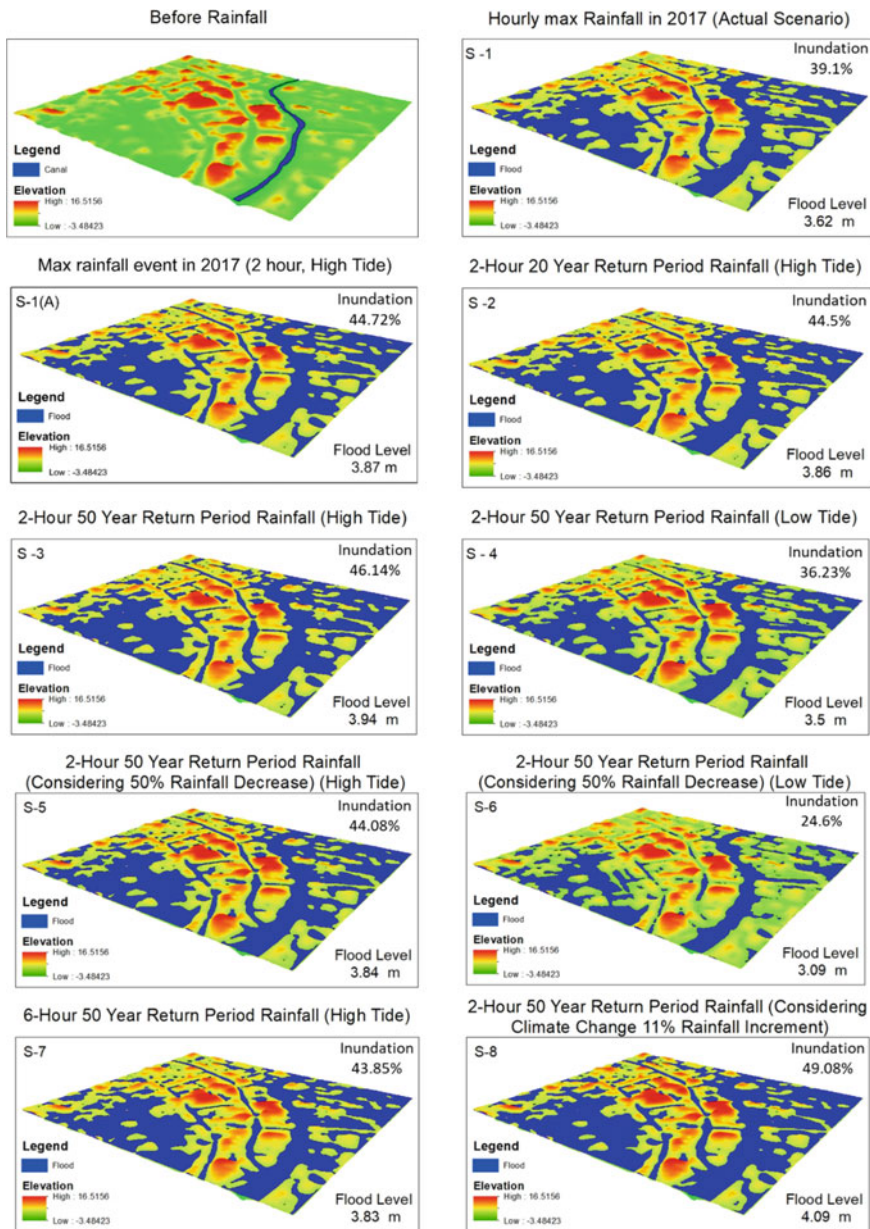 Before Rainfall
Legend
Canal
Elevation
High : 16.5156
Low : -3.48423
Hourly max Rainfall in 2017 (Actual Scenario)
S -1
Inundation
39.1%
Legend
Flood
Elevation
High : 16.5156
Low : -3.48423
Flood Level
3.62 m
Max rainfall event in 2017 (2 hour, High Tide)
S-1(A)
Inundation
44.72%
Legend
Flood
Elevation
High : 16.5156
Low : -3.48423
Flood Level
3.87 m
2-Hour 20 Year Return Period Rainfall (High Tide)
S -2
Inundation
44.5%
Legend
Flood
Elevation
High : 16.5156
Low : -3.48423
Flood Level
3.86 m
2-Hour 50 Year Return Period Rainfall (High Tide)
S -3
Inundation
46.14%
Legend
Flood
Elevation
High : 16.5156
Low : -3.48423
Flood Level
3.94 m
2-Hour 50 Year Return Period Rainfall (Low Tide)
S - 4
Inundation
36.23%
Legend
Flood
Elevation
High : 16.5156
Low : -3.48423
Flood Level
3.5 m
2-Hour 50 Year Return Period Rainfall
(Considering 50% Rainfall Decrease) (High Tide)
S-5
Inundation
44.08%
Legend
Flood
Elevation
High : 16.5156
Low : -3.48423
Flood Level
3.84 m
2-Hour 50 Year Return Period Rainfall
(Considering 50% Rainfall Decrease) (Low Tide)
S-6
Inundation
24.6%
Legend
Flood
Elevation
High : 16.5156
Low : -3.48423
Flood Level
3.09 m
6-Hour 50 Year Return Period Rainfall (High Tide)
S-7
Inundation
43.85%
Legend
Flood
Elevation
High : 16.5156
Low : -3.48423
Flood Level
3.83 m
2-Hour 50 Year Return Period Rainfall (Considering
Climate Change 11% Rainfall Increment)
S-8
Inundation
49.08%
Legend
Flood
Elevation
High : 16.5156
Low : -3.48423
Flood Level
4.09 m